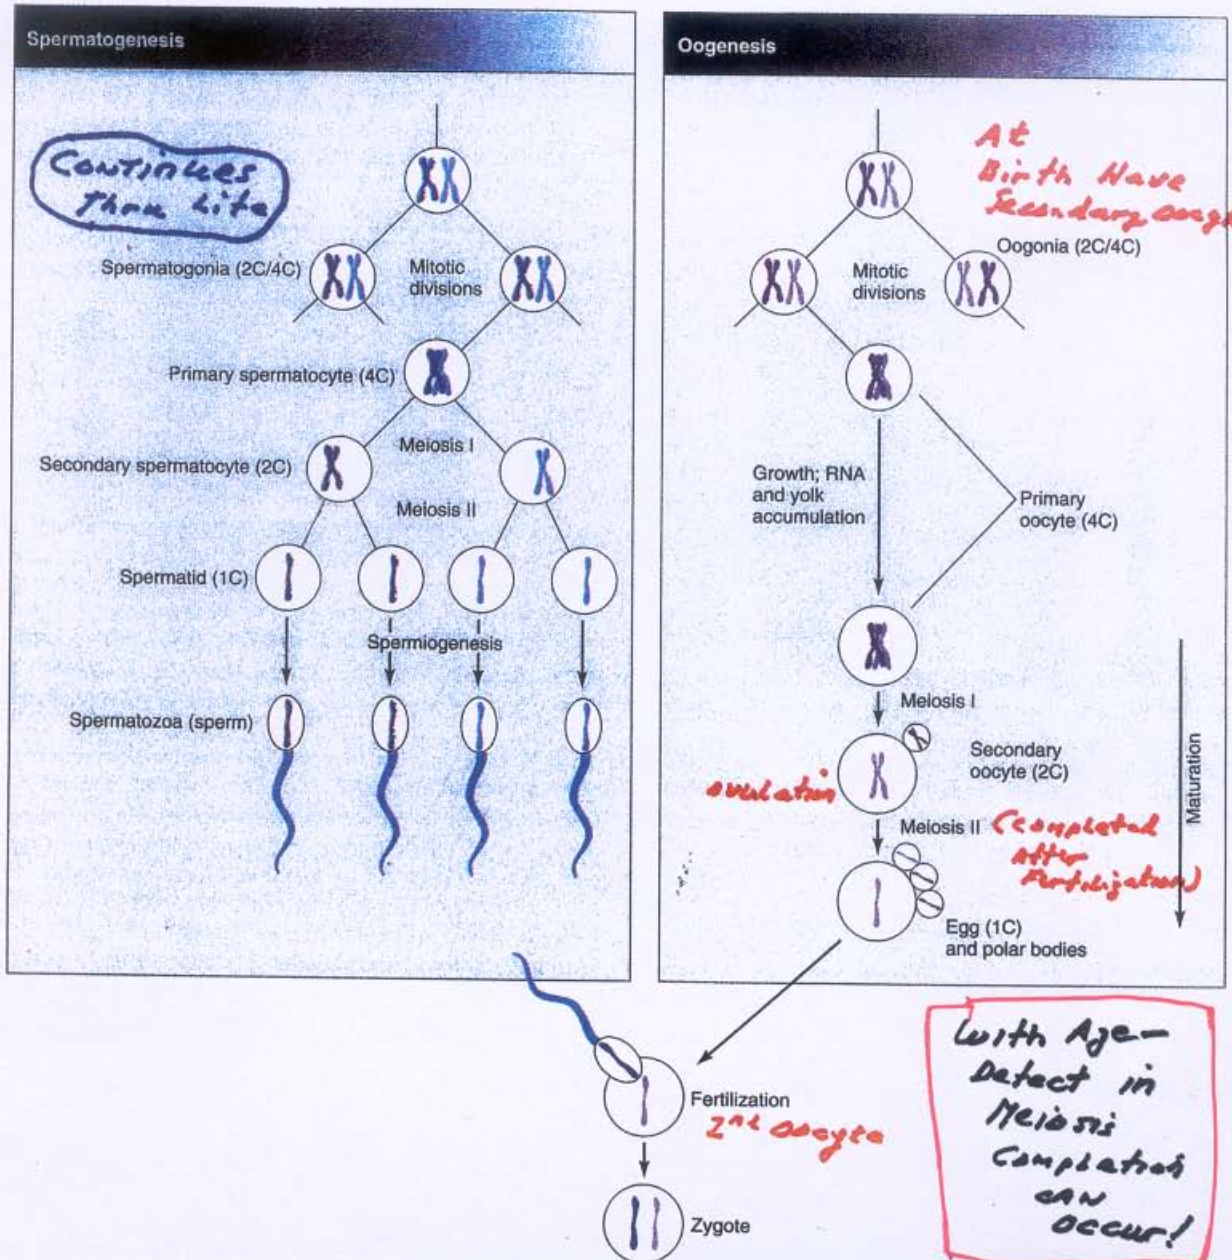 Spermatogenesis
Continues
Thru Life
Spermatogonia (2C/4C)
Mitotic
divisions
Primary spermatocyte (4C)
Meiosis I
Secondary spermatocyte (2C)
Meiosis II
Spermatid (1C)
Spermiogenesis
Spermatozoa (sperm)
Oogenesis
At
Birth Have
Secondary
Oogonia (2C/4C)
Mitotic
divisions
Growth; RNA
and yolk
accumulation
Primary
oocyte (4C)
Meiosis I
Secondary
oocyte (2C)
ovulation
Meiosis II (completed
After
Fertilization)
Egg (1C)
and polar bodies
Maturation
Fertilization
2nd oocyte
Zygote
With Age-
Defect in
Meiosis
Completion
CAN
occur!